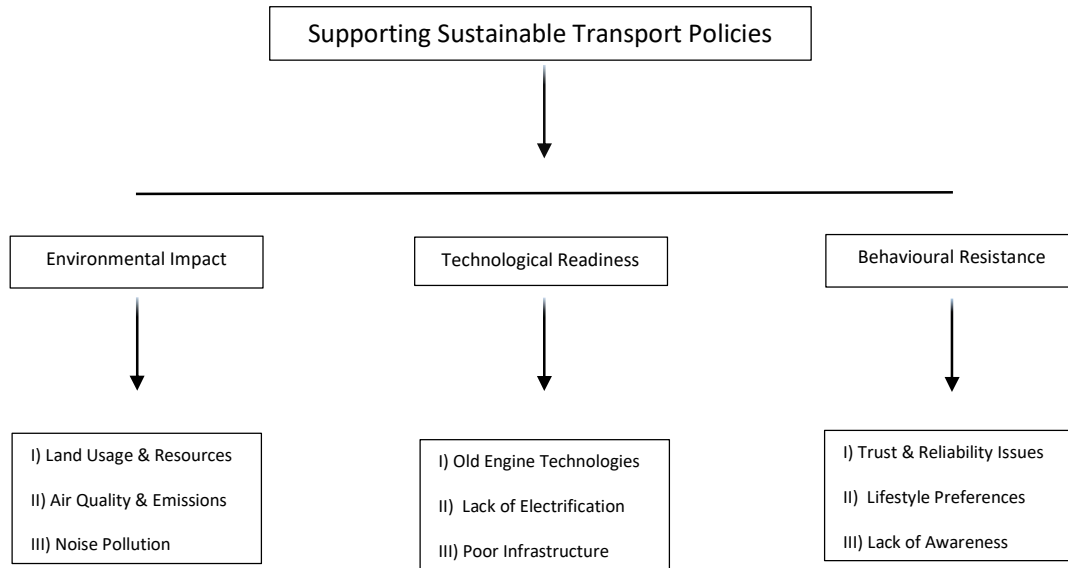 Supporting Sustainable Transport Policies
Environmental Impact
Technological Readiness
Behavioural Resistance
I) Land Usage & Resources
II) Air Quality & Emissions
III) Noise Pollution
I) Old Engine Technologies
II) Lack of Electrification
III) Poor Infrastructure
I) Trust & Reliability Issues
II) Lifestyle Preferences
III) Lack of Awareness